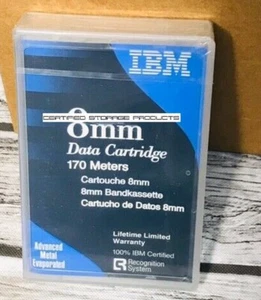 IBM
CERTIFIED STORAGE PRODUCTS
8mm
Data Cartridge
170 Meters
Cartouche 8mm
8mm Bandkassette
Cartucho de Datos 8mm
Lifetime Limited
Warranty
100% IBM Certified
Advanced
Metal
Evaporated
Recognition
System